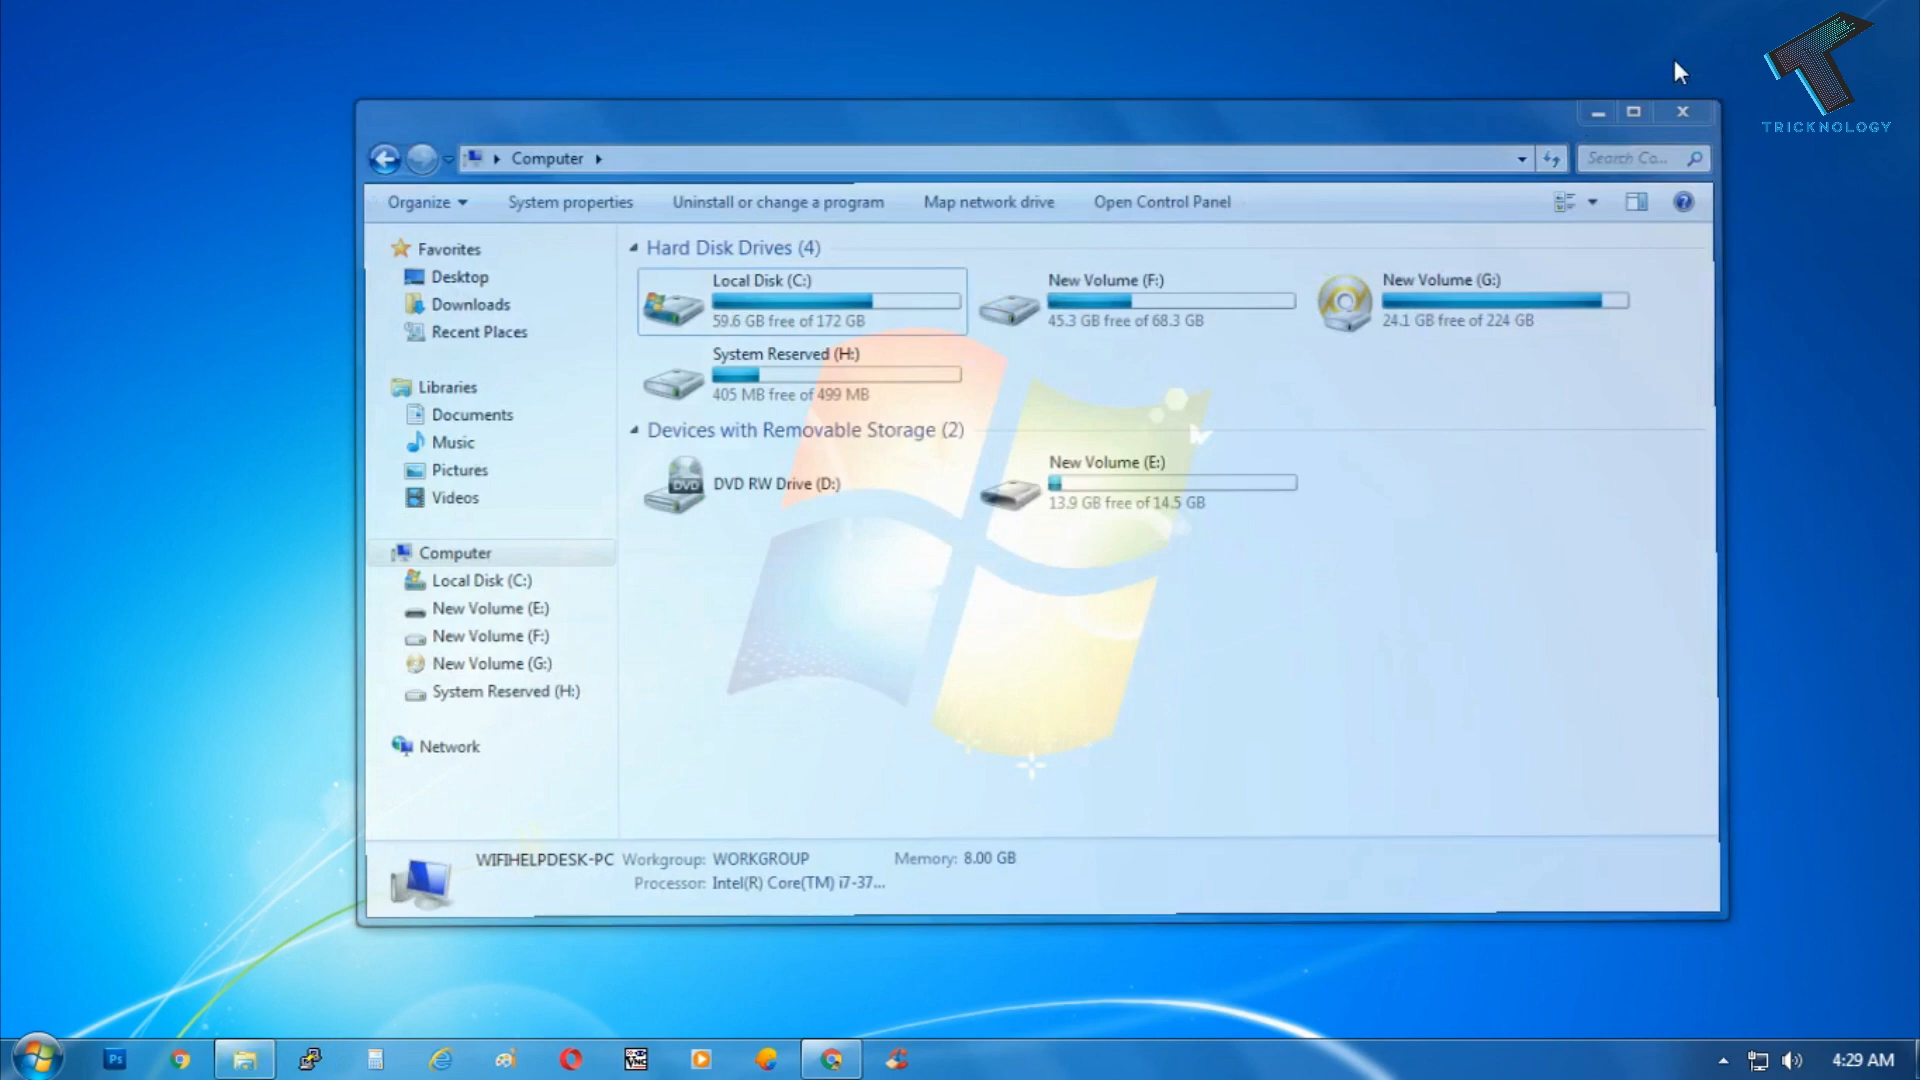 TRICKNOLOGY
Computer
Search Co...
Organize
System properties
Uninstall or change a program
Map network drive
Open Control Panel
Favorites
Desktop
Downloads
Recent Places
Libraries
Documents
Music
Pictures
Videos
Computer
Local Disk (C:)
New Volume (E:)
New Volume (F:)
New Volume (G:)
System Reserved (H:)
Network
Hard Disk Drives (4)
Local Disk (C:)
59.6 GB free of 172 GB
New Volume (F:)
45.3 GB free of 68.3 GB
New Volume (G:)
24.1 GB free of 224 GB
System Reserved (H:)
405 MB free of 499 MB
Devices with Removable Storage (2)
DVD
DVD RW Drive (D:)
New Volume (E:)
13.9 GB free of 14.5 GB
WIFIHELPDESK-PC
Workgroup: WORKGROUP
Memory: 8.00 GB
Processor: Intel(R) Core(TM) i7-37...
Ps
VNC
4:29 AM